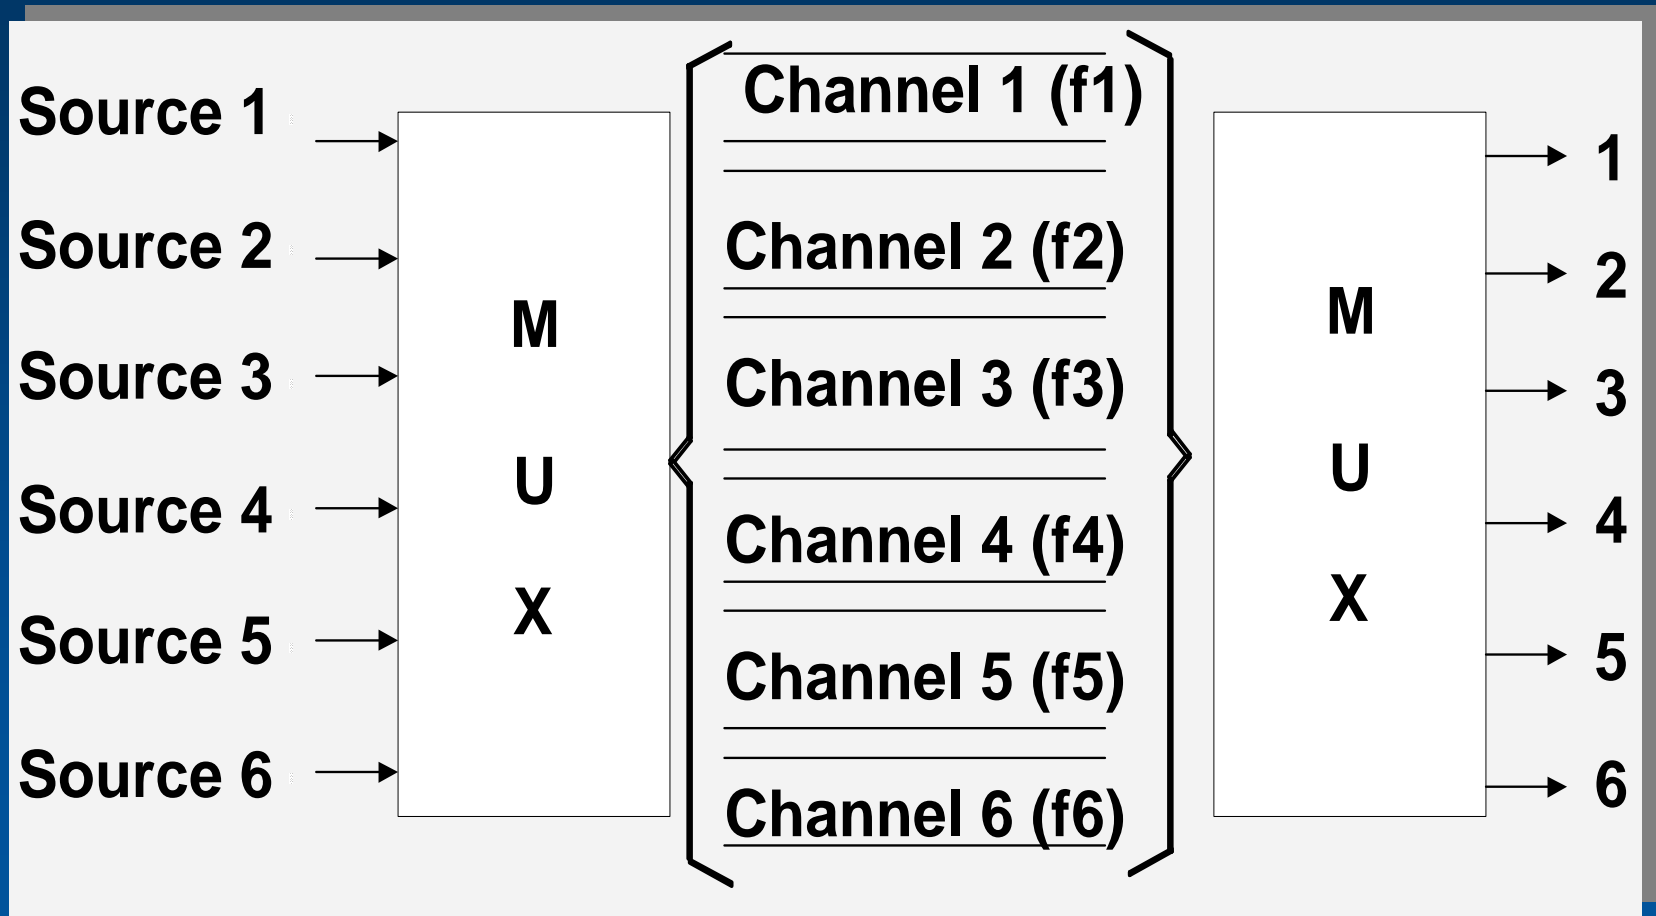 Source 1
Source 2
Source 3
Source 4
Source 5
Source 6
M
U
X
Channel 1 (f1)
Channel 2 (f2)
Channel 3 (f3)
Channel 4 (f4)
Channel 5 (f5)
Channel 6 (f6)
M
U
X
1
2
3
4
5
6